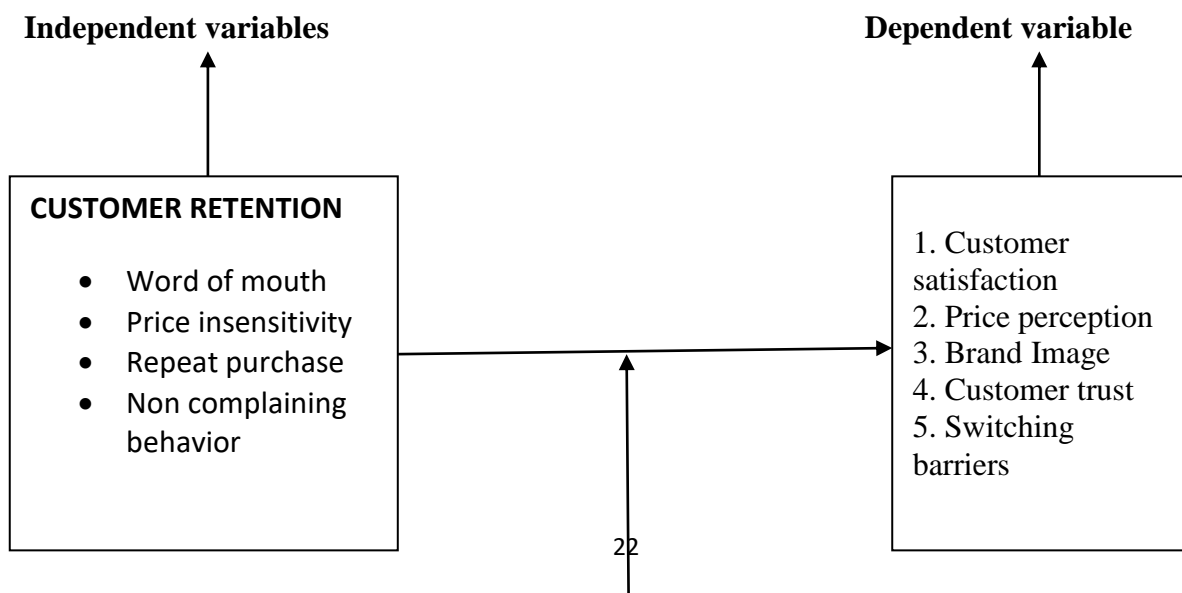 Independent variables
Dependent variable
CUSTOMER RETENTION
• Word of mouth
• Price insensitivity
• Repeat purchase
• Non complaining
behavior
1. Customer
satisfaction
2. Price perception
3. Brand Image
4. Customer trust
5. Switching
barriers
22